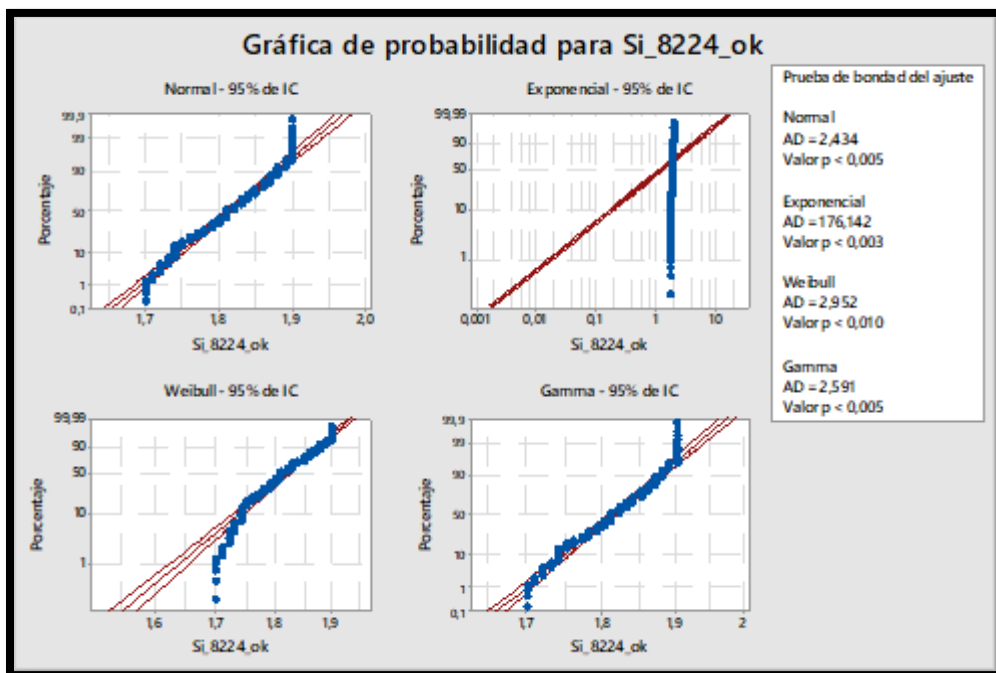 Gráfica de probabilidad para Si_8224_ok
Normal - 95% de IC
99,9
99
90
50
10
1
0,1
Porcentaje
1,7
1,8
1,9
2,0
Si_8224_ok
Exponencial - 95% de IC
99,99
90
50
10
1
Porcentaje
0,001
0,01
0,1
1
10
Si_8224_ok
Weibull - 95% de IC
99,99
90
50
10
1
Porcentaje
1,6
1,7
1,8
1,9
Si_8224_ok
Gamma - 95% de IC
99,9
99
90
50
10
1
0,1
Porcentaje
1,7
1,8
1,9
2
Si_8224_ok
Prueba de bondad del ajuste
Normal
AD = 2,434
Valor p < 0,005
Exponencial
AD = 176,142
Valor p < 0,003
Weibull
AD = 2,952
Valor p < 0,010
Gamma
AD = 2,591
Valor p < 0,005